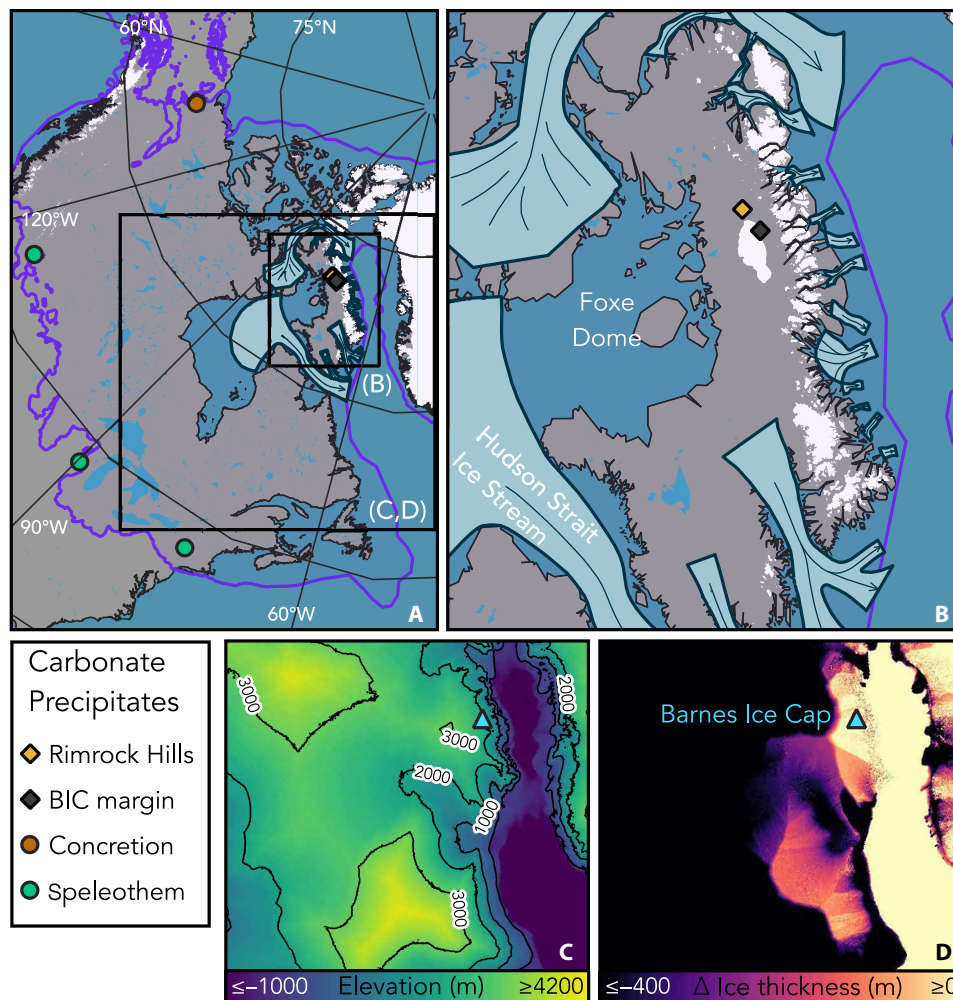 60°N
75°N
120°W
(B)
(C,D)
90°W
60°W
A
Foxe
Dome
Hudson Strait
Ice Stream
B
Carbonate
Precipitates
Rimrock Hills
BIC margin
Concretion
Speleothem
3000
2000
3000
2000
1000
3000
C
≤−1000 Elevation (m) ≥4200
Barnes Ice Cap
D
≤−400 Δ Ice thickness (m) ≥0